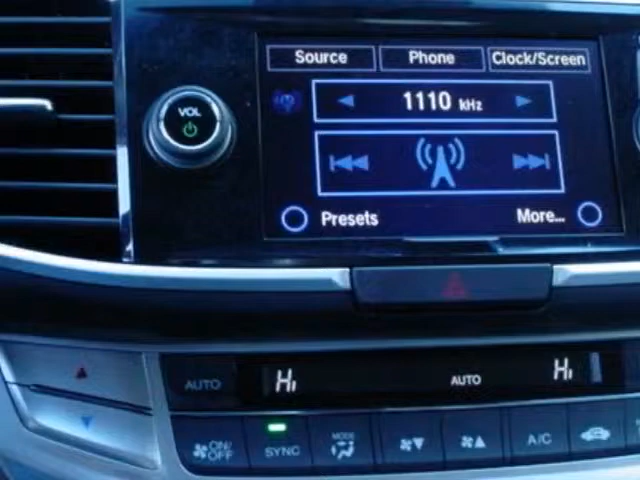 Source Phone Clock/Screen
VOL
1110 kHz
Presets More...
AUTO Hi AUTO Hi
ON/OFF SYNC MODE A/C